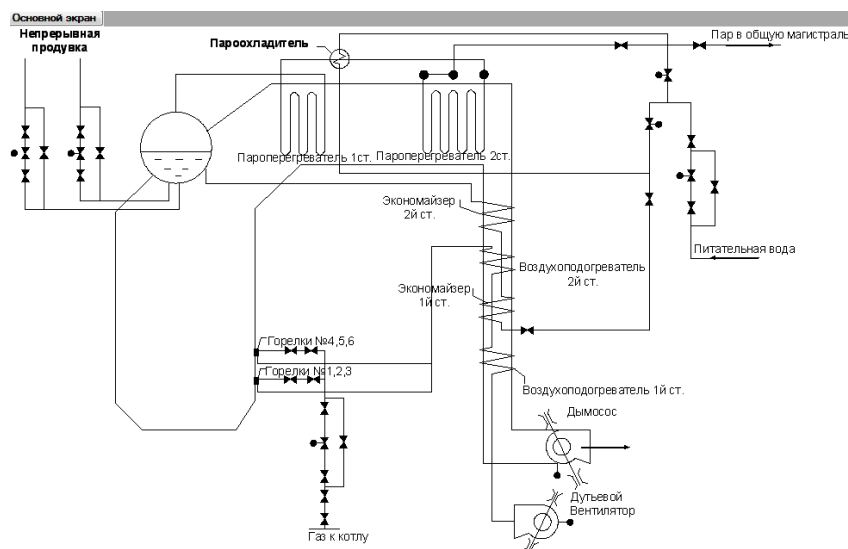 Основной экран
Непрерывная
продувка
Пароохладитель
Пар в общую магистраль
Пароперегреватель 1ст.
Пароперегреватель 2ст.
Экономайзер
2й ст.
Питательная вода
Воздухоподогреватель
2й ст.
Экономайзер
1й ст.
Горелки №4,5,6
Горелки №1,2,3
Воздухоподогреватель 1й ст.
Дымосос
Дутьевой
Вентилятор
Газ к котлу